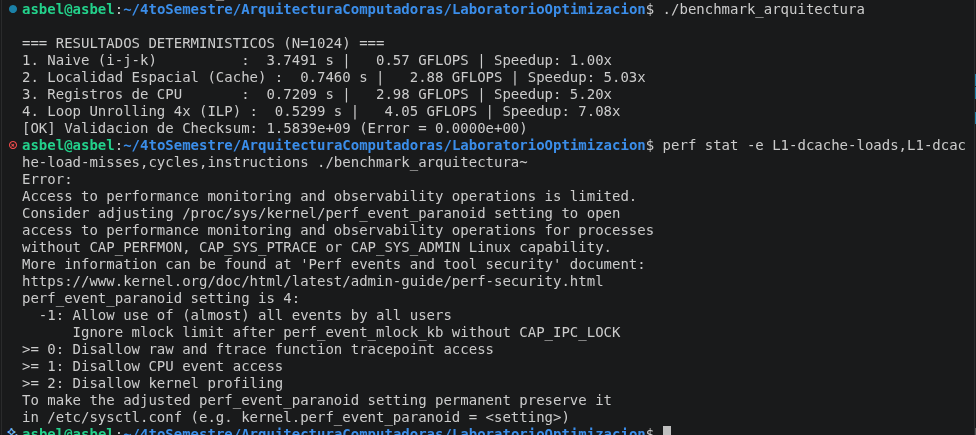 asbel@asbel:~/4toSemestre/ArquitecturaComputadoras/LaboratorioOptimizacion$ ./benchmark_arquitectura
=== RESULTADOS DETERMINISTICOS (N=1024) ===
1. Naive (i-j-k)          :  3.7491 s |   0.57 GFLOPS | Speedup: 1.00x
2. Localidad Espacial (Cache) :  0.7460 s |   2.88 GFLOPS | Speedup: 5.03x
3. Registros de CPU       :  0.7209 s |   2.98 GFLOPS | Speedup: 5.20x
4. Loop Unrolling 4x (ILP) :  0.5299 s |   4.05 GFLOPS | Speedup: 7.08x
[OK] Validacion de Checksum: 1.5839e+09 (Error = 0.0000e+00)
asbel@asbel:~/4toSemestre/ArquitecturaComputadoras/LaboratorioOptimizacion$ perf stat -e L1-dcache-loads,L1-dcac
he-load-misses,cycles,instructions ./benchmark_arquitectura~
Error:
Access to performance monitoring and observability operations is limited.
Consider adjusting /proc/sys/kernel/perf_event_paranoid setting to open
access to performance monitoring and observability operations for processes
without CAP_PERFMON, CAP_SYS_PTRACE or CAP_SYS_ADMIN Linux capability.
More information can be found at 'Perf events and tool security' document:
https://www.kernel.org/doc/html/latest/admin-guide/perf-security.html
perf_event_paranoid setting is 4:
  -1: Allow use of (almost) all events by all users
      Ignore mlock limit after perf_event_mlock_kb without CAP_IPC_LOCK
>= 0: Disallow raw and ftrace function tracepoint access
>= 1: Disallow CPU event access
>= 2: Disallow kernel profiling
To make the adjusted perf_event_paranoid setting permanent preserve it
in /etc/sysctl.conf (e.g. kernel.perf_event_paranoid = <setting>)
asbel@asbel:~/4toSemestre/ArquitecturaComputadoras/LaboratorioOptimizacion$